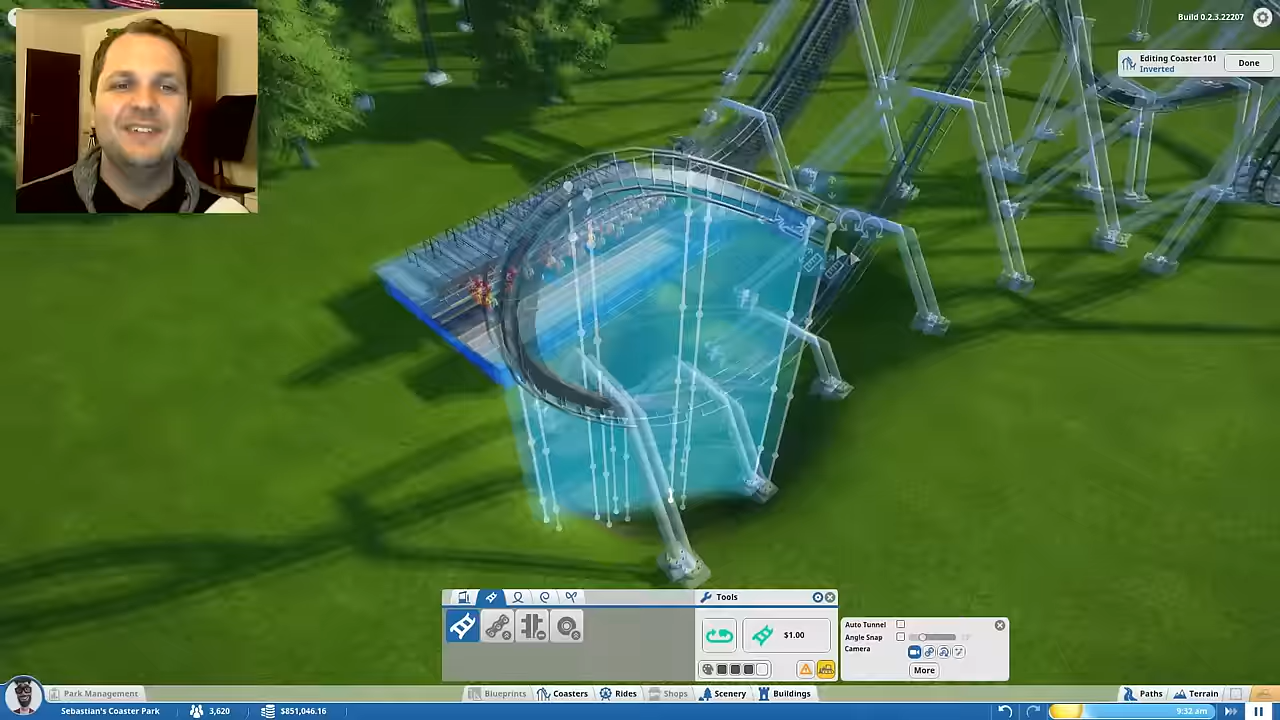 Build 0.2.3.22207
Editing Coaster 101
Inverted
Done
Tools
$1.00
Auto Tunnel
Angle Snap
Camera
More
Park Management
Blueprints
Coasters
Rides
Shops
Scenery
Buildings
Paths
Terrain
Sebastian's Coaster Park
3,620
$851,046.16
9:32 am